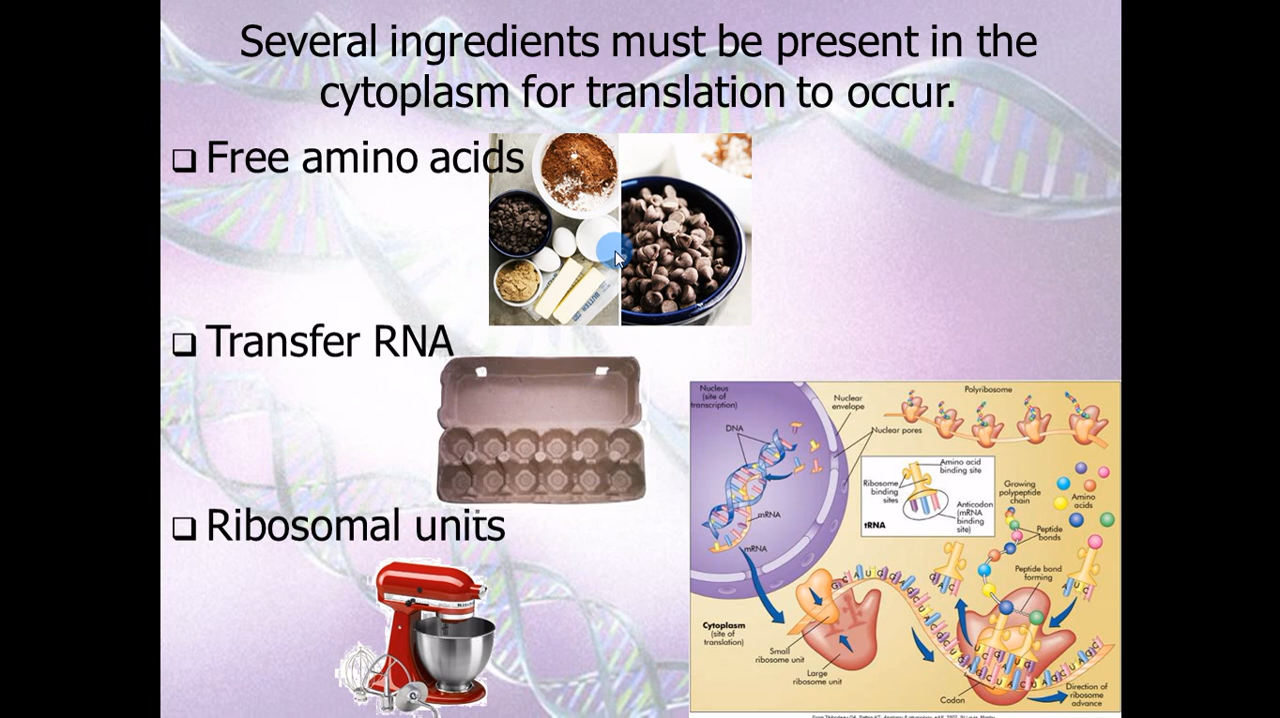 Several ingredients must be present in the
cytoplasm for translation to occur.
Free amino acids
Transfer RNA
Ribosomal units
Nucleus
(site of
transcription)
DNA
mRNA
mRNA
Nuclear
envelope
Nuclear pores
Polyribosome
Amino acid
binding site
Ribosome
binding
sites
Anticodon
(mRNA
binding
site)
tRNA
Growing
polypeptide
chain
Amino
acids
Peptide
bonds
Peptide bond
forming
Cytoplasm
(site of
translation)
Small
ribosome unit
Large
ribosome unit
Codon
Direction of
ribosome
advance